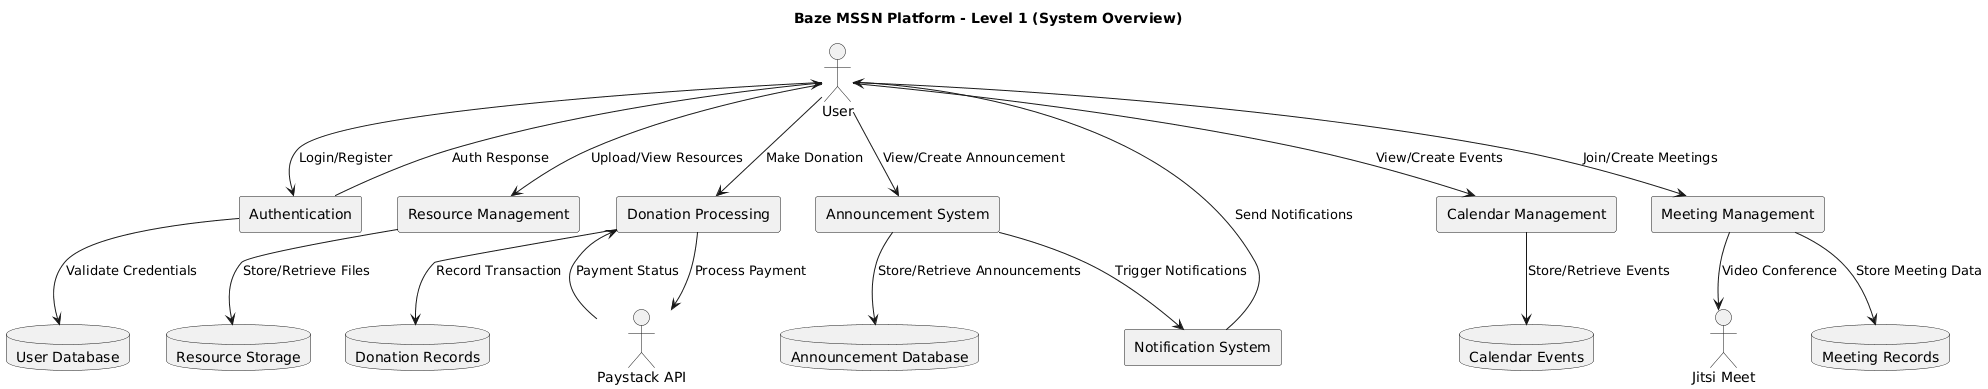 Baze MSSN Platform - Level 1 (System Overview)
User
Login/Register
Auth Response
Upload/View Resources
Make Donation
View/Create Announcement
View/Create Events
Join/Create Meetings
Authentication
Resource Management
Donation Processing
Announcement System
Send Notifications
Calendar Management
Meeting Management
Validate Credentials
Store/Retrieve Files
Record Transaction
Payment Status
Process Payment
Store/Retrieve Announcements
Trigger Notifications
Store/Retrieve Events
Video Conference
Store Meeting Data
User Database
Resource Storage
Donation Records
Paystack API
Announcement Database
Notification System
Calendar Events
Jitsi Meet
Meeting Records